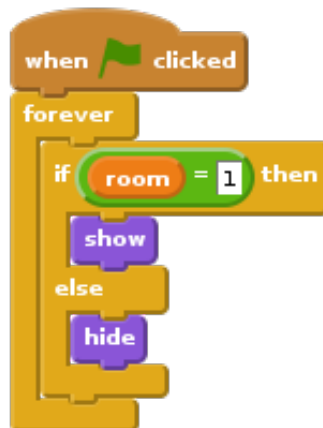 when clicked
forever
if room = 1 then
show
else
hide